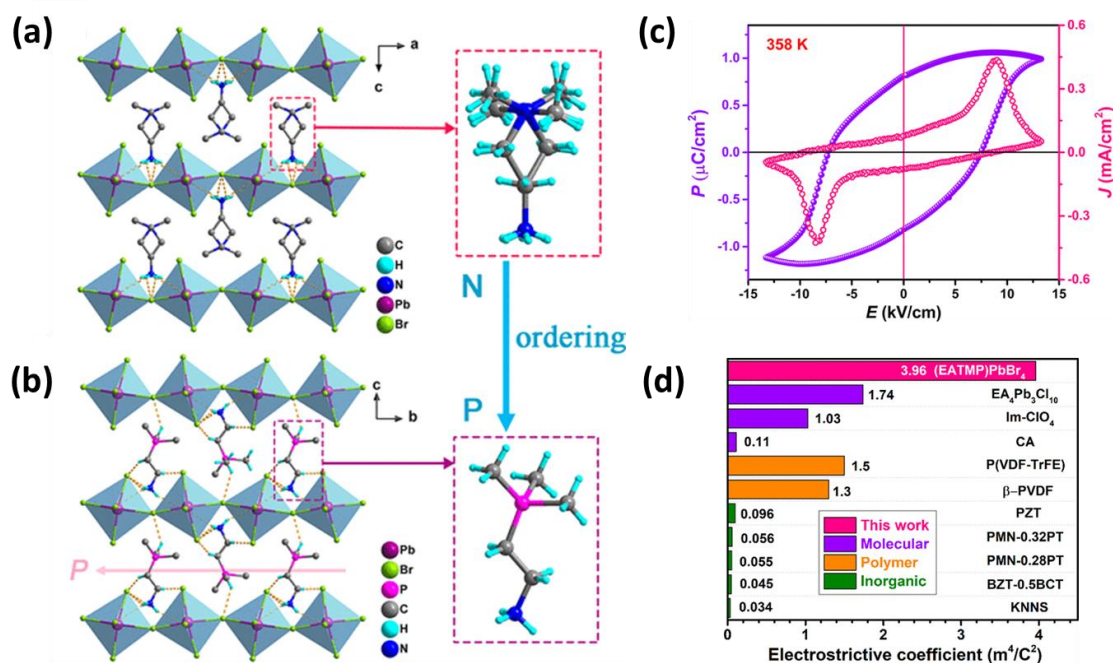 (a)
a
c
C
H
N
Pb
Br
N
ordering
P
(b)
c
b
P
Pb
Br
P
C
H
N
(c)
358 K
P (μC/cm²)
1.0
0.5
0.0
-0.5
-1.0
-15 -10 -5 0 5 10 15
E (kV/cm)
0.6
0.3
0.0
-0.3
-0.6
J (mA/cm²)
(d)
3.96 (EATMP)PbBr₄
1.74 EA₄Pb₃Cl₁₀
1.03 Im-ClO₄
0.11 CA
1.5 P(VDF-TrFE)
1.3 β–PVDF
0.096 PZT
0.056 PMN-0.32PT
0.055 PMN-0.28PT
0.045 BZT-0.5BCT
0.034 KNNS
This work
Molecular
Polymer
Inorganic
0 1 2 3 4
Electrostrictive coefficient (m⁴/C²)